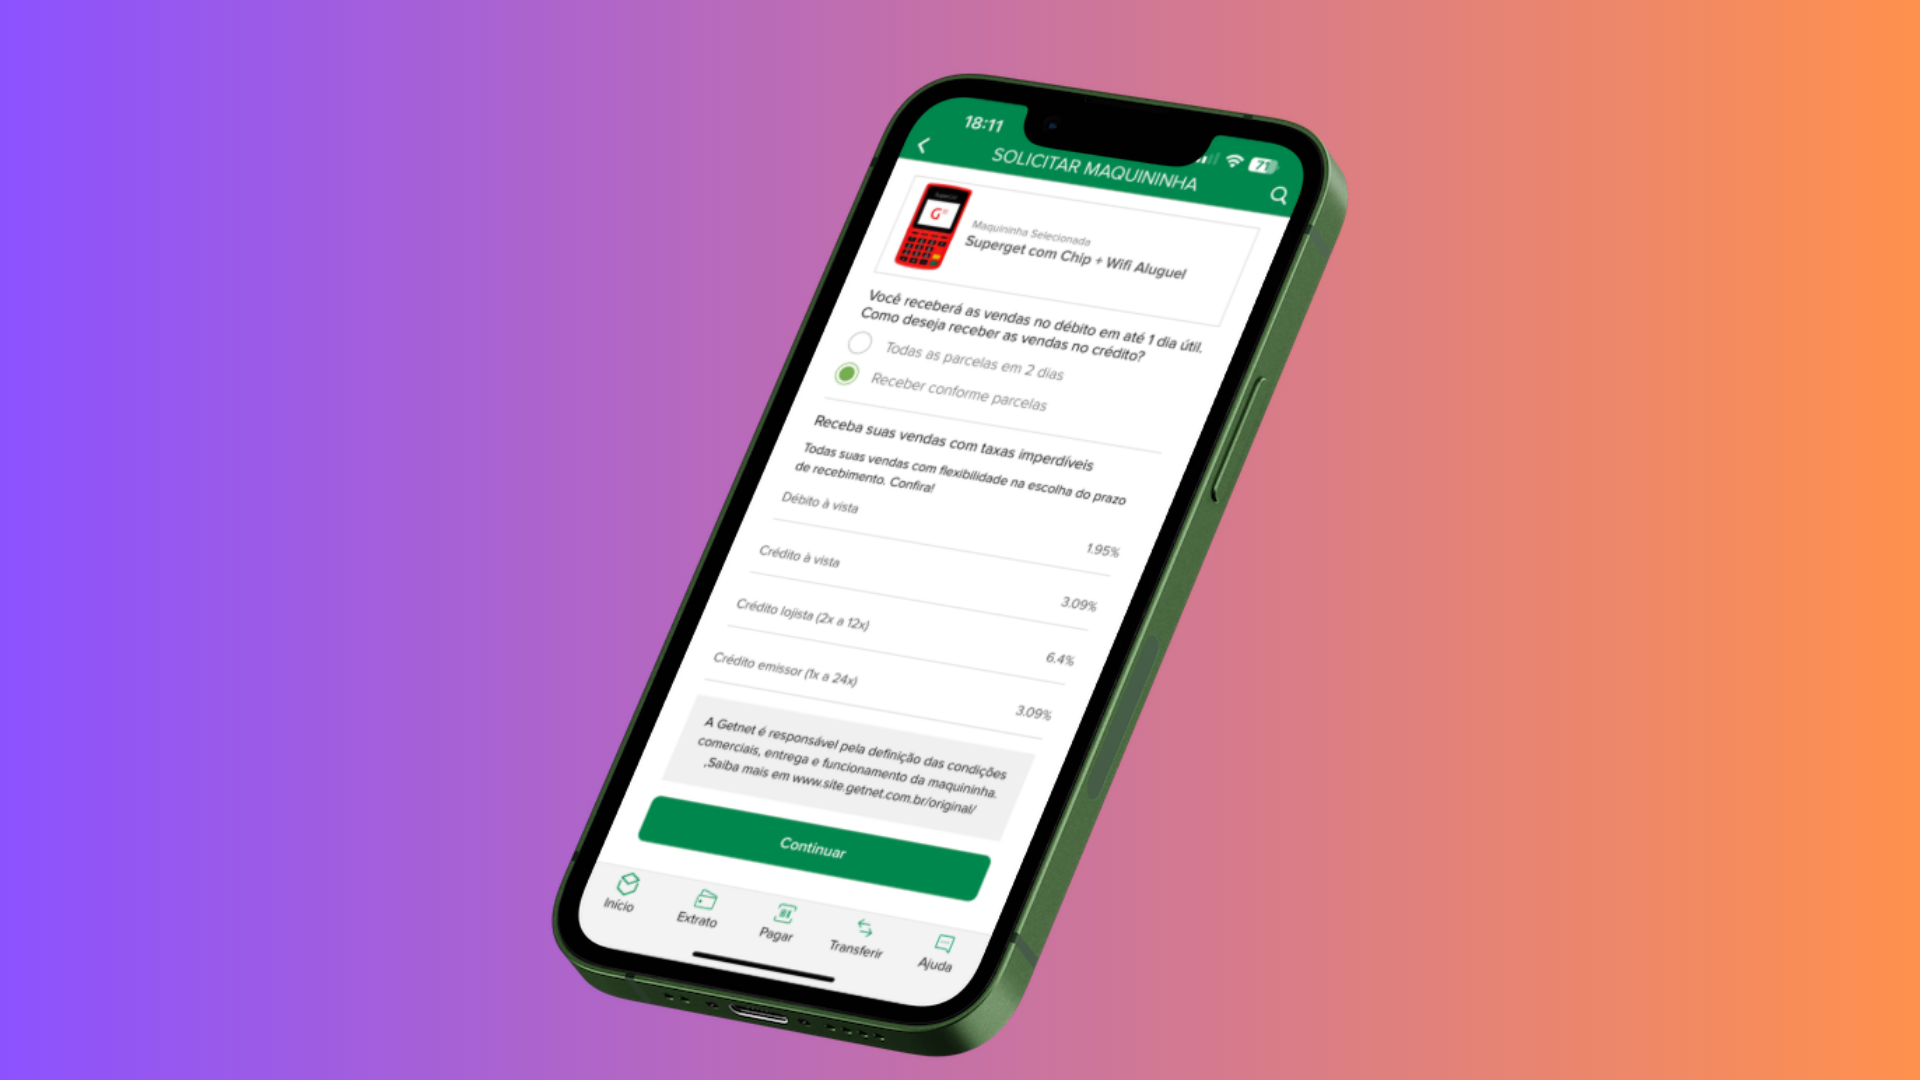 18:11
71
SOLICITAR MAQUININHA
G
Maquininha Selecionada
Superget com Chip + Wifi Aluguel
Você receberá as vendas no débito em até 1 dia útil.
Como deseja receber as vendas no crédito?
Todas as parcelas em 2 dias
Receber conforme parcelas
Receba suas vendas com taxas imperdíveis
Todas suas vendas com flexibilidade na escolha do prazo
de recebimento. Confira!
Débito à vista
1.95%
Crédito à vista
3.09%
Crédito lojista (2x a 12x)
6.4%
Crédito emissor (1x a 24x)
3.09%
A Getnet é responsável pela definição das condições
comerciais, entrega e funcionamento da maquininha.
,Saiba mais em www.site.getnet.com.br/original/
Continuar
Início
Extrato
Pagar
Transferir
Ajuda